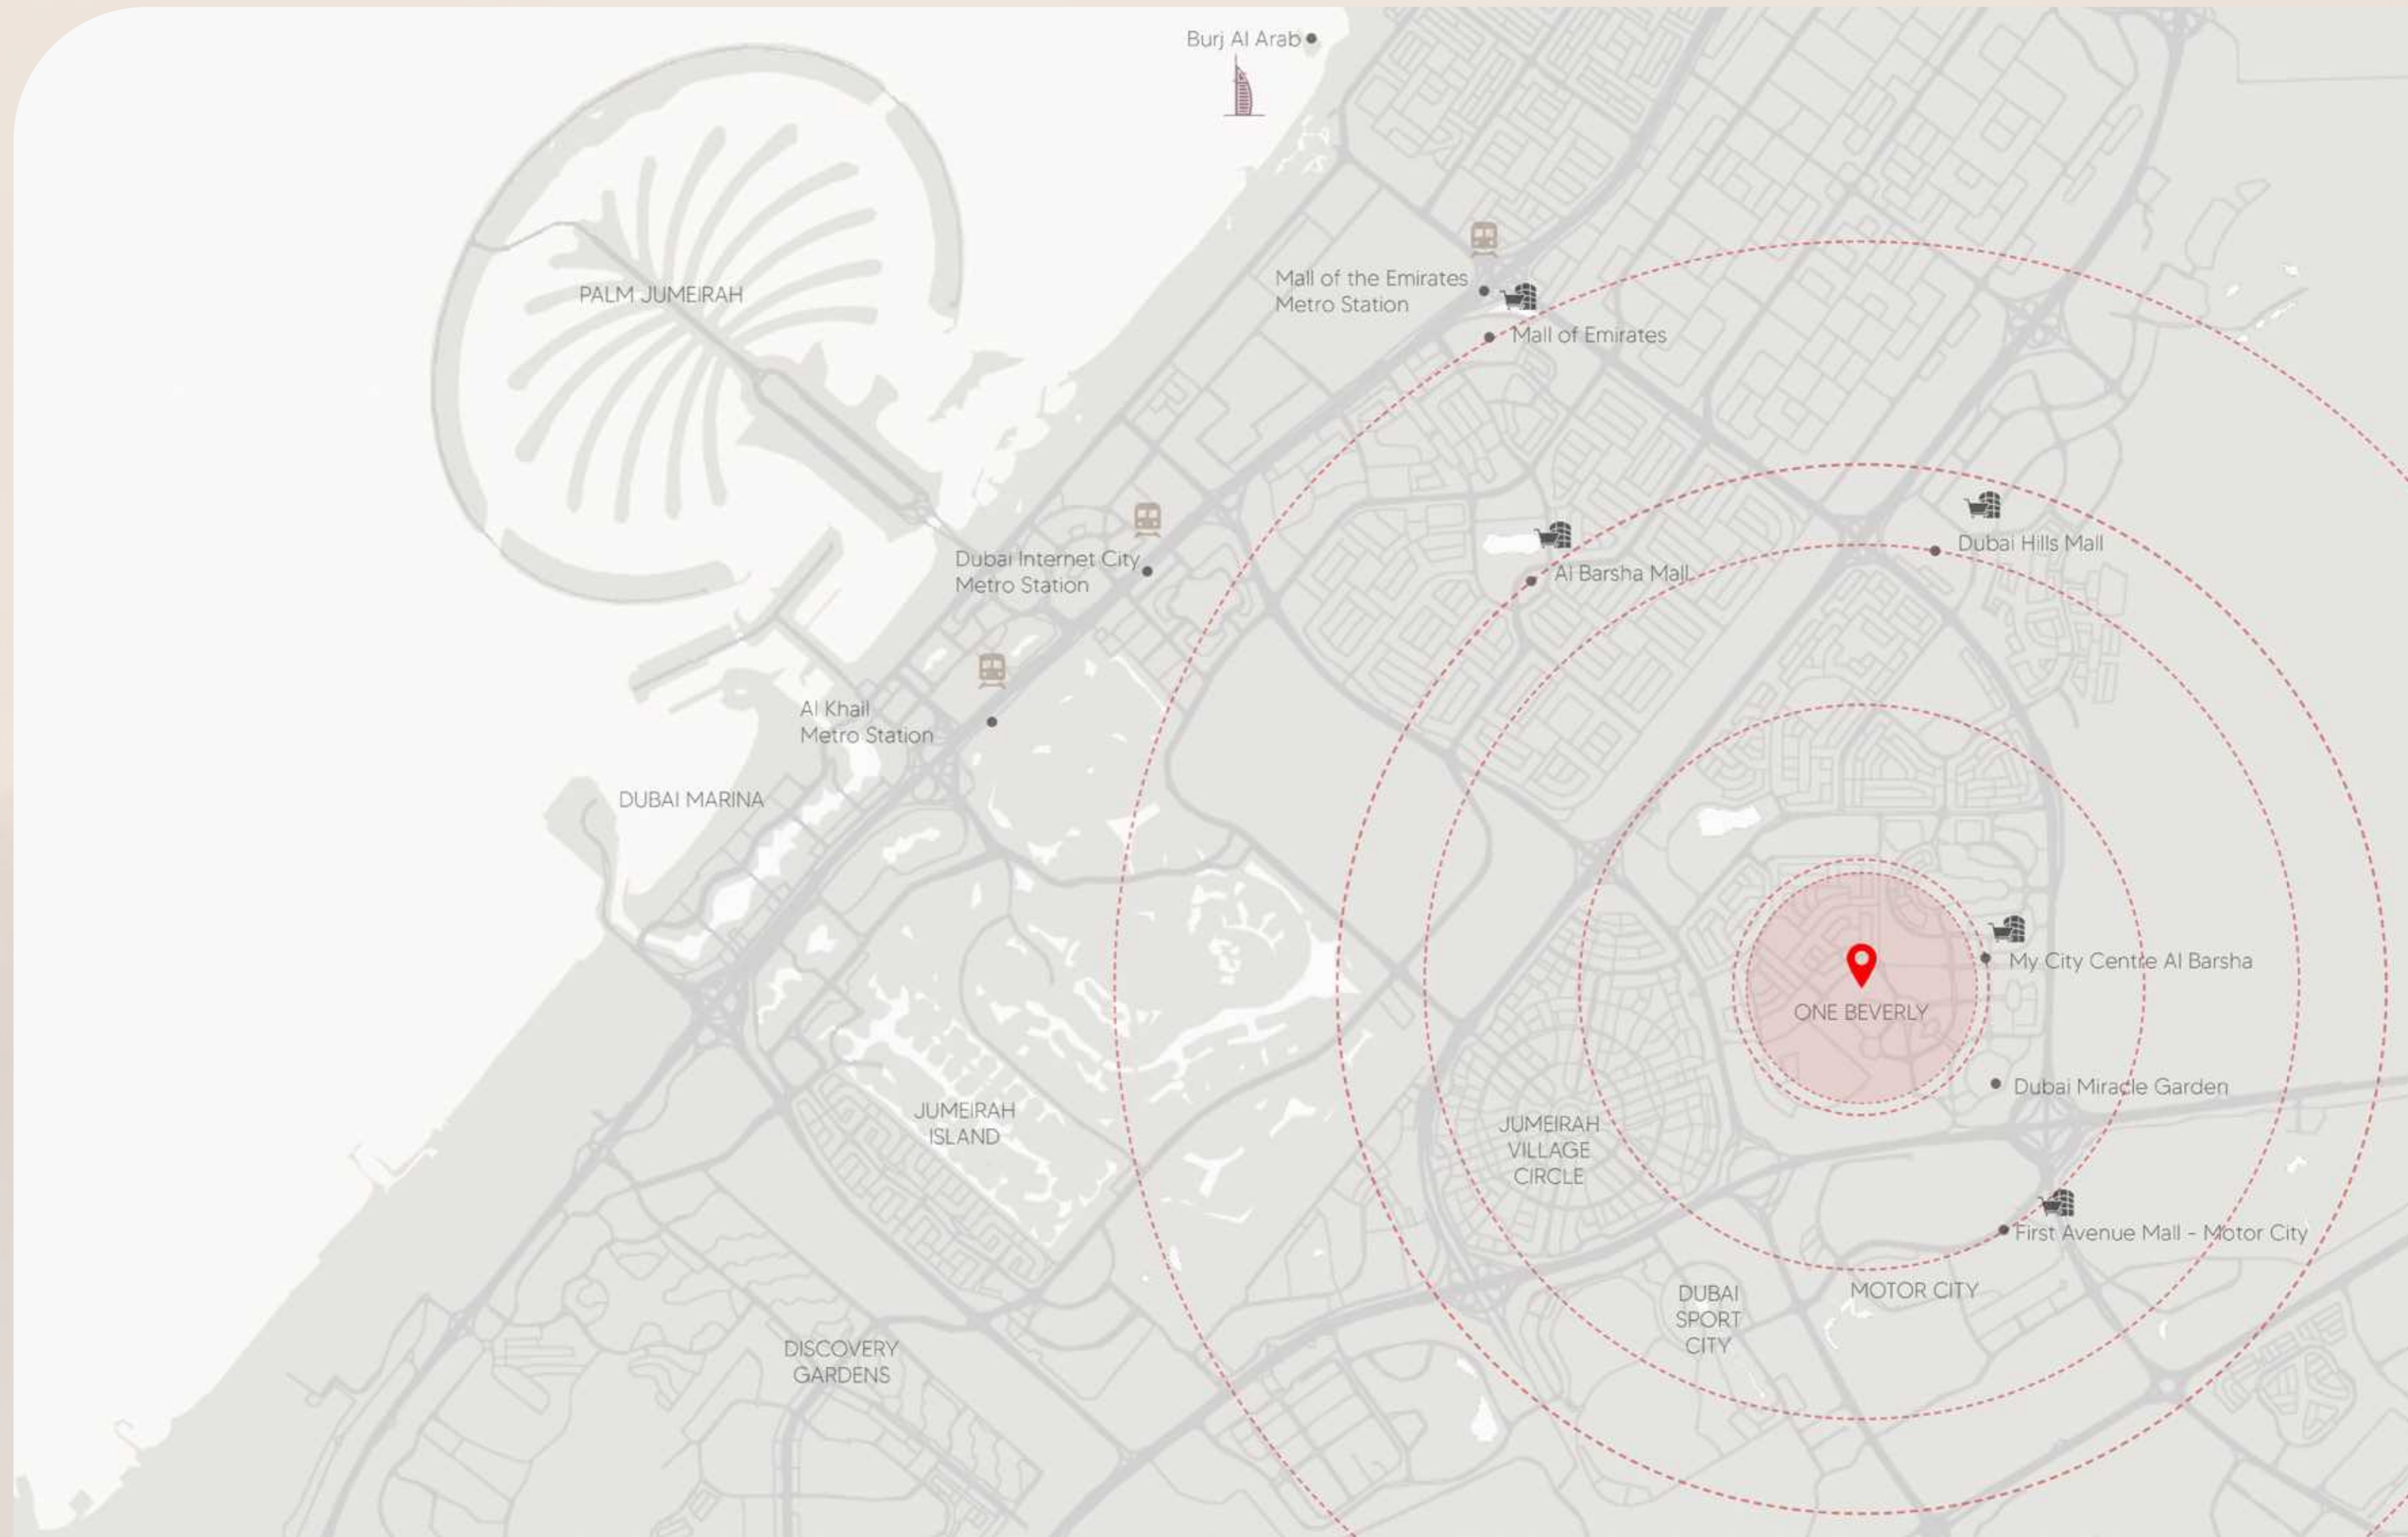 Burj Al Arab
PALM JUMEIRAH
Mall of the Emirates
Metro Station
Mall of Emirates
Dubai Internet City
Metro Station
Al Barsha Mall
Dubai Hills Mall
Al Khail
Metro Station
DUBAI MARINA
My City Centre Al Barsha
ONE BEVERLY
Dubai Miracle Garden
JUMEIRAH
ISLAND
JUMEIRAH
VILLAGE
CIRCLE
First Avenue Mall - Motor City
MOTOR CITY
DUBAI
SPORT
CITY
DISCOVERY
GARDENS